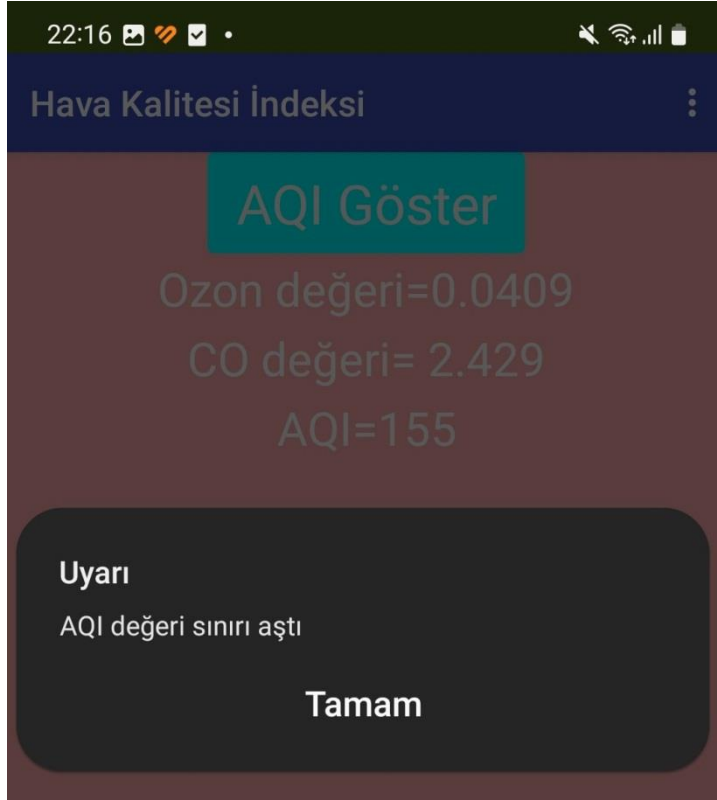 22:16
Hava Kalitesi İndeksi
AQI Göster
Ozon değeri=0.0409
CO değeri= 2.429
AQI=155
Uyarı
AQI değeri sınırı aştı
Tamam